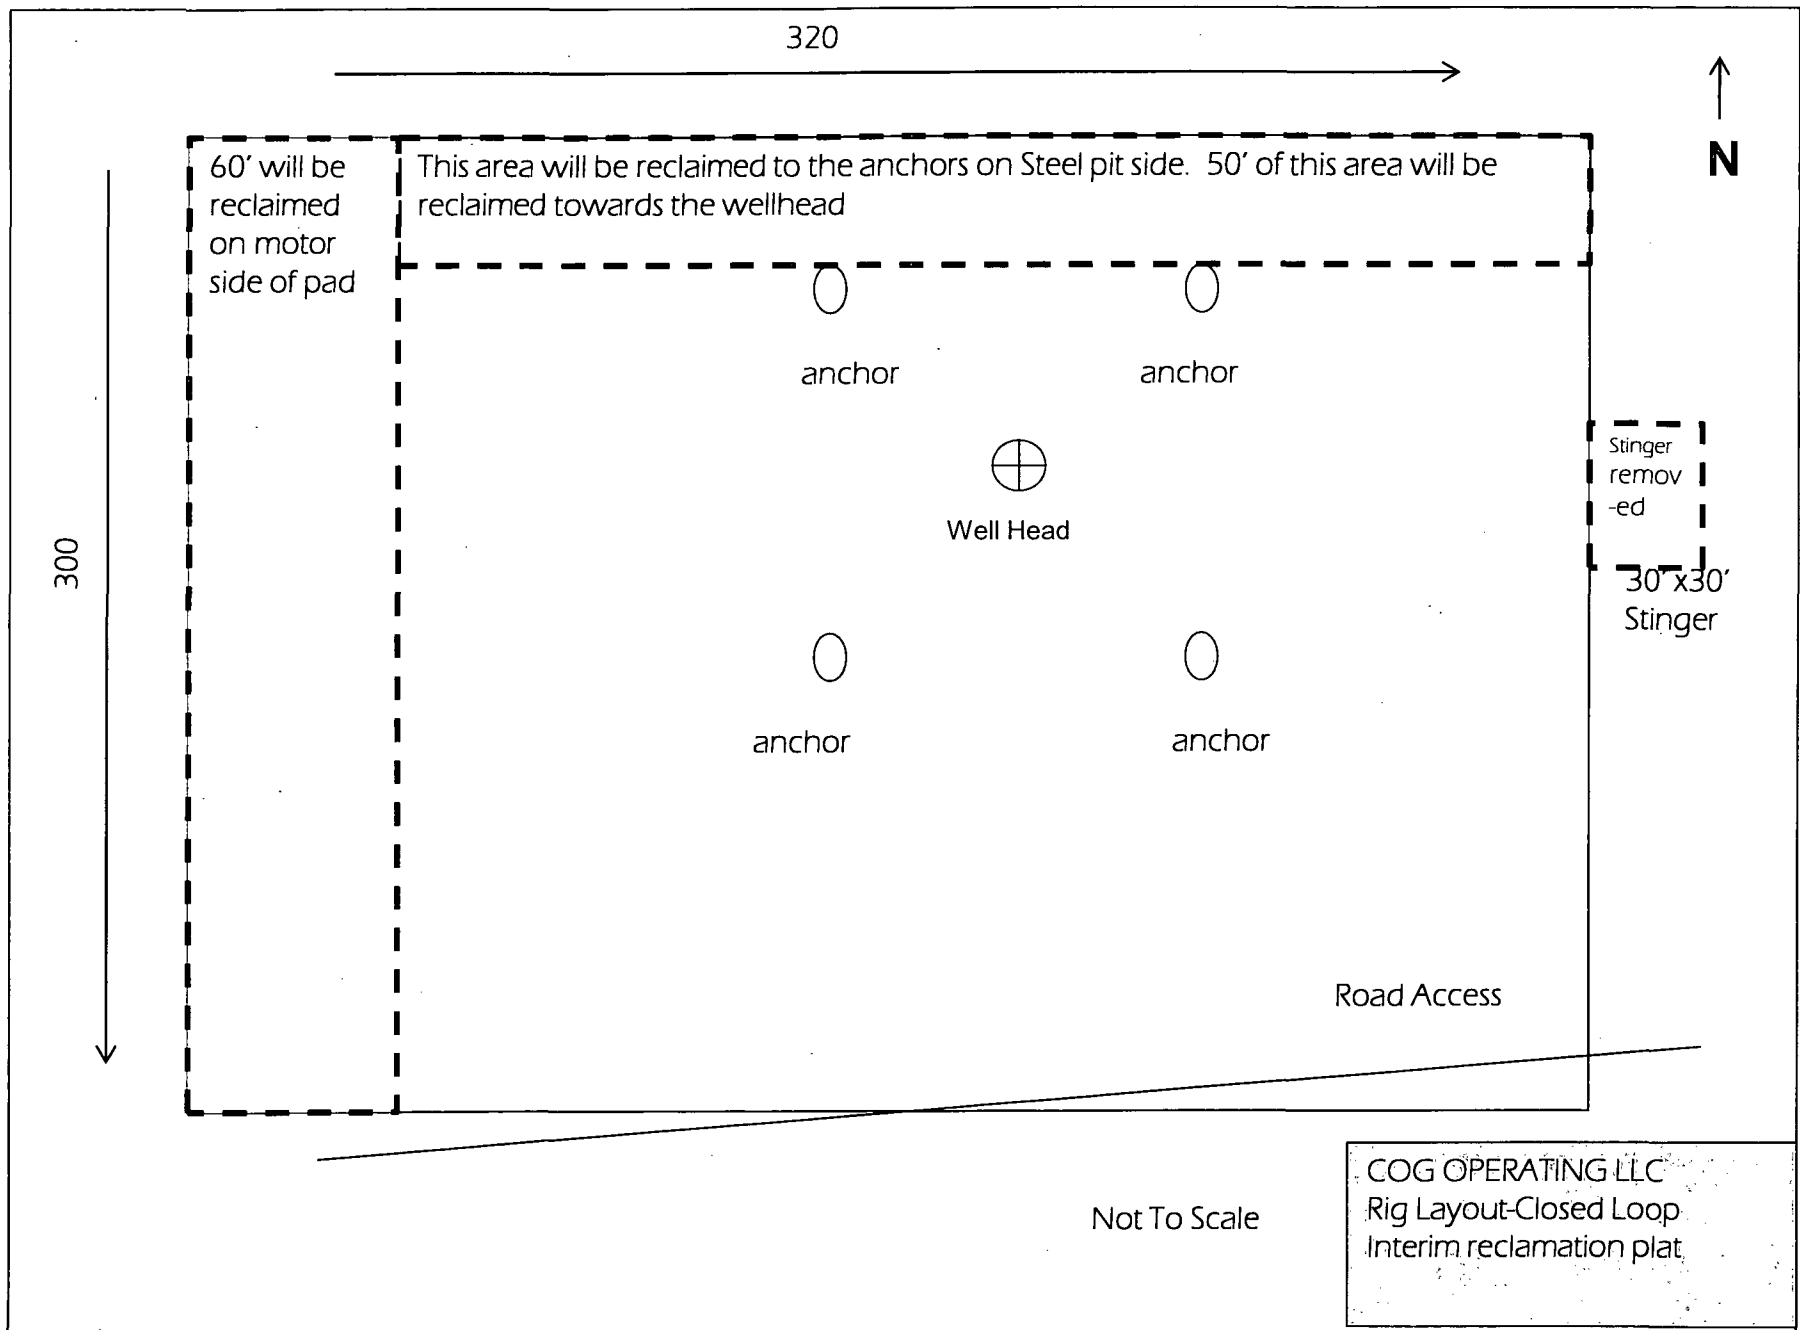 320
N
60' will be
reclaimed
on motor
side of pad
This area will be reclaimed to the anchors on Steel pit side. 50' of this area will be
reclaimed towards the wellhead
anchor
anchor
Stinger
remov
-ed
Well Head
300
30'x30'
Stinger
anchor
anchor
Road Access
Not To Scale
COG OPERATING LLC
Rig Layout-Closed Loop
Interim reclamation plat